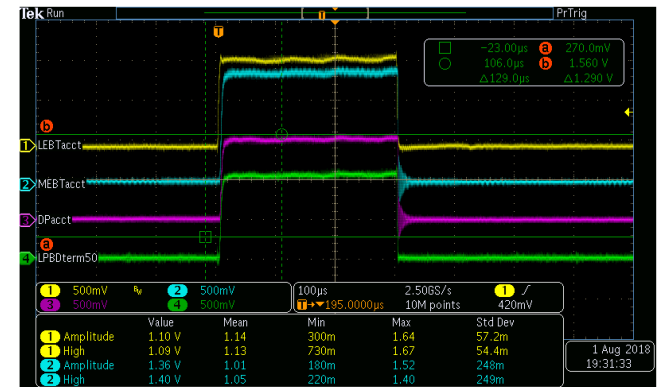 Tek Run PrTrig
T
T
-23.00µs a 270.0mV
106.0µs b 1.560 V
△129.0µs △1.290 V
b
1 LEBTacct
2 MEBTacct
3 DPacct
a
4 LPBDterm50
1 500mV BW 2 500mV
3 500mV 4 500mV
100µs 2.50GS/s 1
T→▼195.0000µs 10M points 420mV
Value Mean Min Max Std Dev
1 Amplitude 1.10 V 1.14 300m 1.64 57.2m
1 High 1.09 V 1.13 730m 1.67 54.4m
2 Amplitude 1.36 V 1.01 180m 1.52 248m
2 High 1.40 V 1.05 220m 1.40 249m
1 Aug 2018
19:31:33